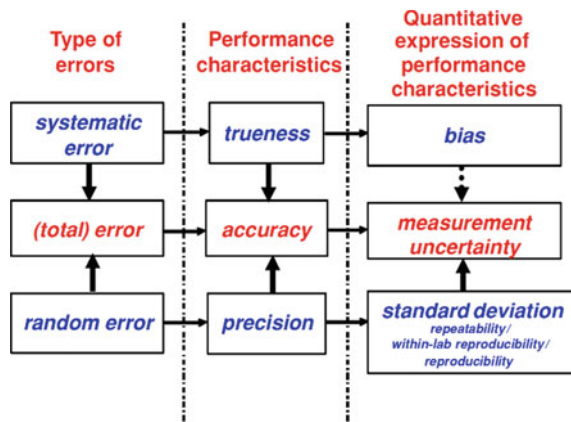 Type of
errors
Performance
characteristics
Quantitative
expression of
performance
characteristics
systematic
error
trueness
bias
(total) error
accuracy
measurement
uncertainty
random error
precision
standard deviation
repeatability/
within-lab reproducibility/
reproducibility